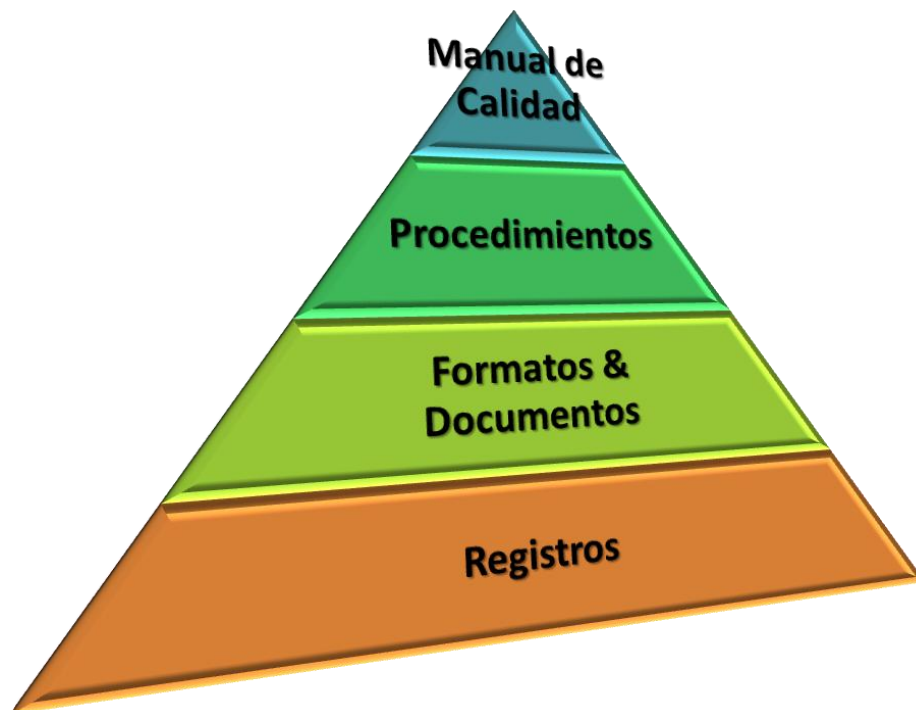 Manual de
Calidad
Procedimientos
Formatos &
Documentos
Registros